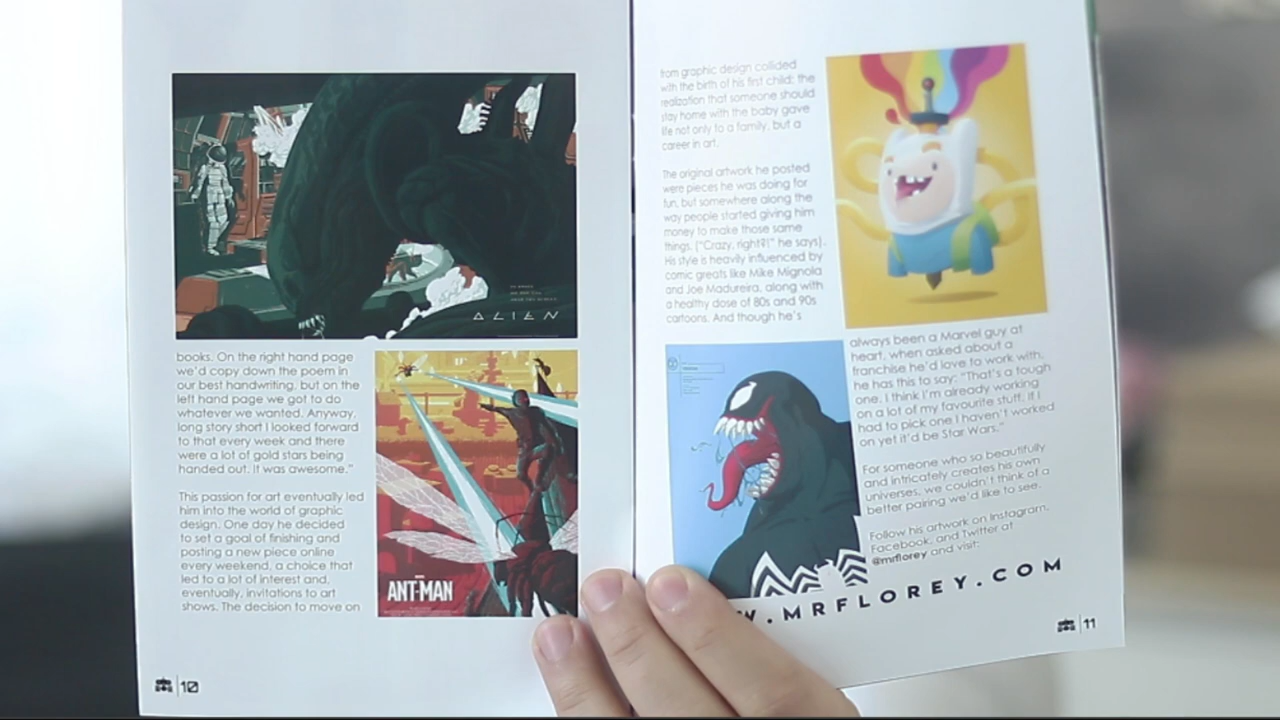 ALIEN
books. On the right hand page
we'd copy down the poem in
our best handwriting, but on the
left hand page we got to do
whatever we wanted. Anyway,
long story short I looked forward
to that every week and there
were a lot of gold stars being
handed out. It was awesome."
This passion for art eventually led
him into the world of graphic
design. One day he decided
to set a goal of finishing and
posting a new piece online
every weekend, a choice that
led to a lot of interest and,
eventually, invitations to art
shows. The decision to move on
ANT-MAN
10
from graphic design collided
with the birth of his first child: the
realization that someone should
stay home with the baby gave
life not only to a family, but a
career in art.
The original artwork he posted
were pieces he was doing for
fun, but somewhere along the
way people started giving him
money to make those same
things. ("Crazy, right?!" he says).
His style is heavily influenced by
comic greats like Mike Mignola
and Joe Madureira, along with
a healthy dose of 80s and 90s
cartoons. And though he's
always been a Marvel guy at
heart, when asked about a
franchise he'd love to work with,
he has this to say: "That's a tough
one. I think I'm already working
on a lot of my favourite stuff. If I
had to pick one I haven't worked
on yet it'd be Star Wars."
For someone who so beautifully
and intricately creates his own
universes, we couldn't think of a
better pairing we'd like to see.
Follow his artwork on Instagram,
Facebook, and Twitter at
@mrflorey and visit:
W.MRFLOREY.COM
11